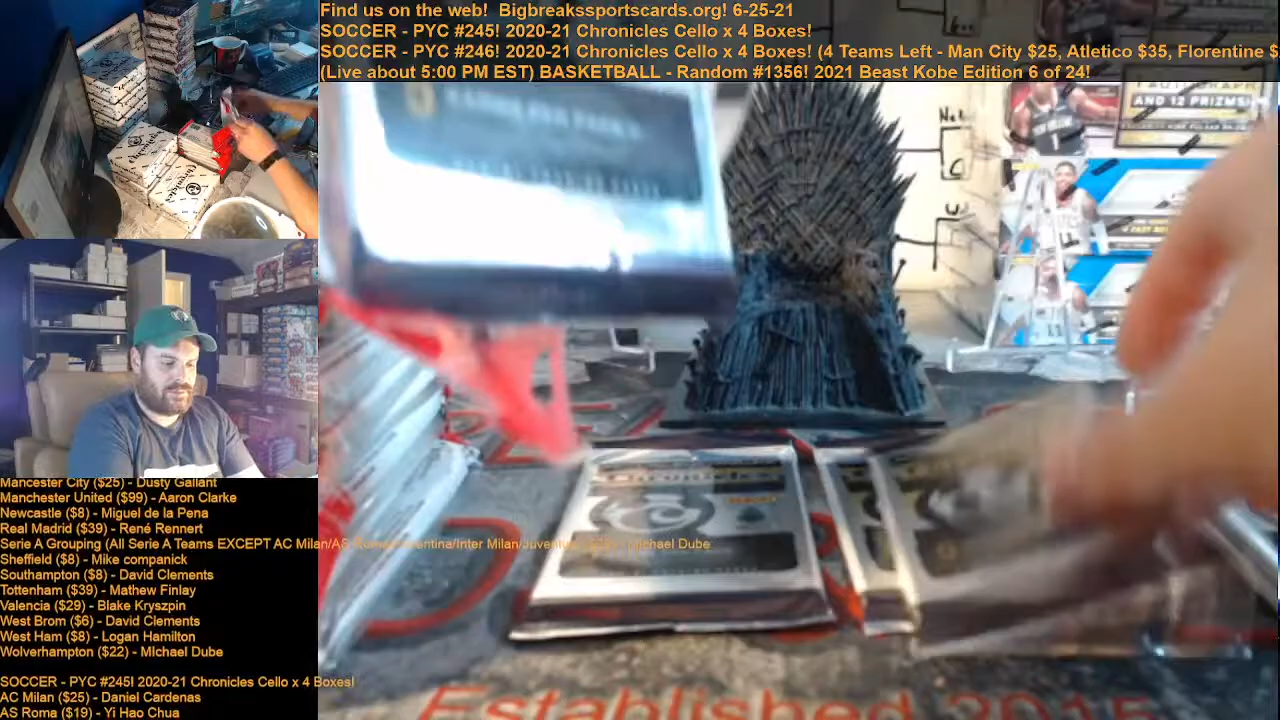 Find us on the web!  Bigbreakssportscards.org! 6-25-21
SOCCER - PYC #245! 2020-21 Chronicles Cello x 4 Boxes!
SOCCER - PYC #246! 2020-21 Chronicles Cello x 4 Boxes! (4 Teams Left - Man City $25, Atletico $35, Florentine $
(Live about 5:00 PM EST) BASKETBALL - Random #1356! 2021 Beast Kobe Edition 6 of 24!
AND 12 PRIZMS!
chronicles
Mancester City ($25) - Dusty Gallant
Manchester United ($99) - Aaron Clarke
Newcastle ($8) - Miguel de la Pena
Real Madrid ($39) - René Rennert
Serie A Grouping (All Serie A Teams EXCEPT AC Milan/AS Michael Dube
Sheffield ($8) - Mike companick
Southampton ($8) - David Clements
Tottenham ($39) - Mathew Finlay
Valencia ($29) - Blake Kryszpin
West Brom ($6) - David Clements
West Ham ($8) - Logan Hamilton
Wolverhampton ($22) - MIchael Dube
SOCCER - PYC #245! 2020-21 Chronicles Cello x 4 Boxes!
AC Milan ($25) - Daniel Cardenas
AS Roma ($19) - Yi Hao Chua
Established 2015